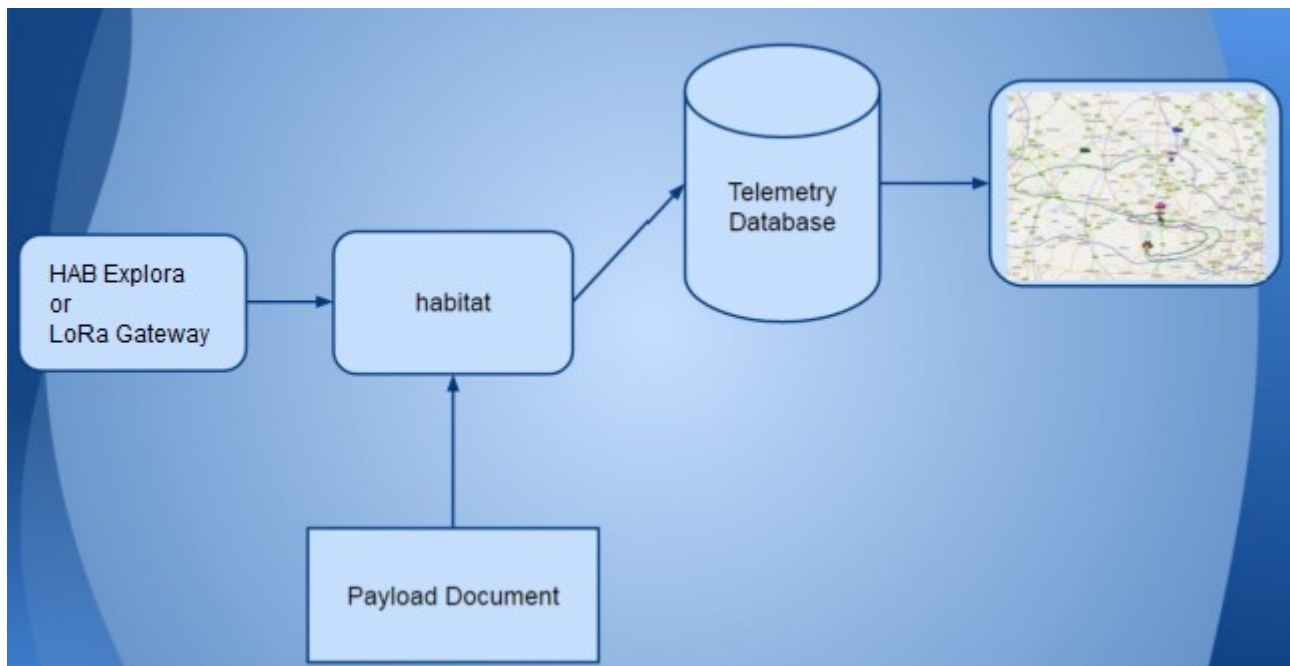 HAB Explora
or
LoRa Gateway
habitat
Telemetry
Database
Payload Document